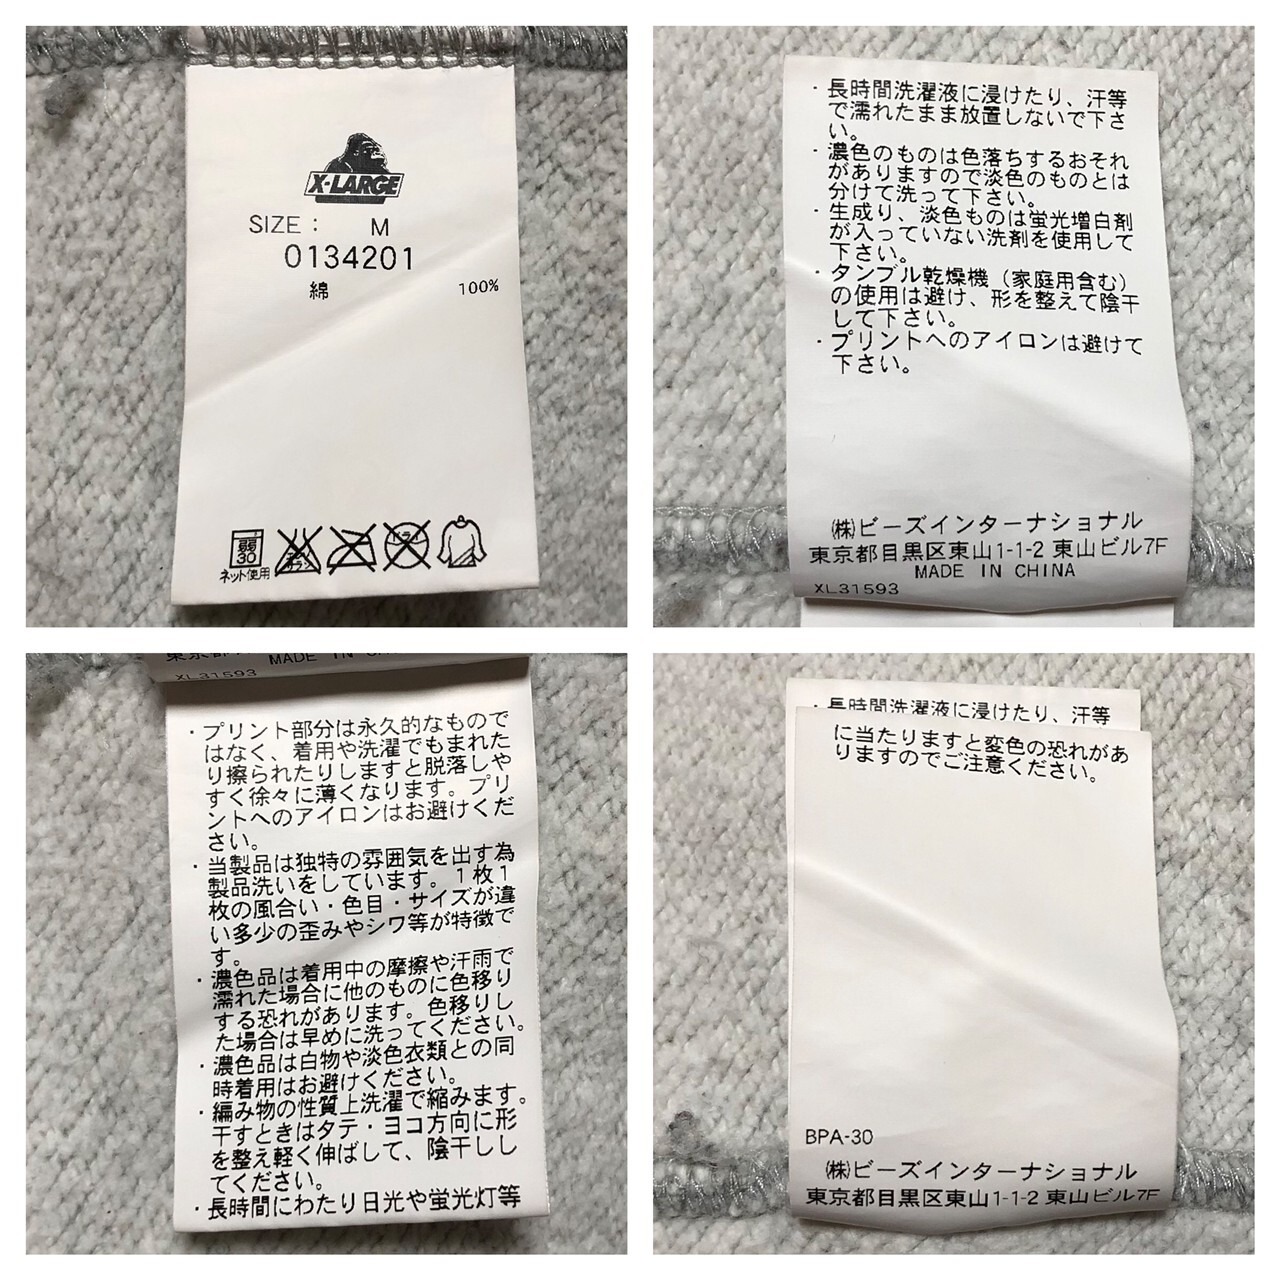 X-LARGE
SIZE： M
0134201
綿 100%
弱
30
ネット使用
・長時間洗濯液に浸けたり、汗等
で濡れたまま放置しないで下さ
い。
・濃色のものは色落ちするおそれ
がありますので淡色のものとは
分けて洗って下さい。
・生成り、淡色ものは蛍光増白剤
が入っていない洗剤を使用して
下さい。
・タンブル乾燥機（家庭用含む）
の使用は避け、形を整えて陰干
して下さい。
・プリントへのアイロンは避けて
下さい。
㈱ビーズインターナショナル
東京都目黒区東山1-1-2 東山ビル7F
MADE IN CHINA
XL31593
MADE IN
XL31593
・プリント部分は永久的なもので
はなく、着用や洗濯でもまれた
り擦られたりしますと脱落しや
すく徐々に薄くなります。プリ
ントへのアイロンはお避けくだ
さい。
・当製品は独特の雰囲気を出す為
製品洗いをしています。1枚1
枚の風合い・色目・サイズが違
い多少の歪みやシワ等が特徴で
す。
・濃色品は着用中の摩擦や汗雨で
濡れた場合に他のものに色移り
する恐れがあります。色移りし
た場合は早めに洗ってください。
・濃色品は白物や淡色衣類との同
時着用はお避けください。
・編み物の性質上洗濯で縮みます。
干すときはタテ・ヨコ方向に形
を整え軽く伸ばして、陰干しし
てください。
・長時間にわたり日光や蛍光灯等
・長時間洗濯液に浸けたり、汗等
に当たりますと変色の恐れがあ
りますのでご注意ください。
BPA-30
㈱ビーズインターナショナル
東京都目黒区東山1-1-2 東山ビル7F